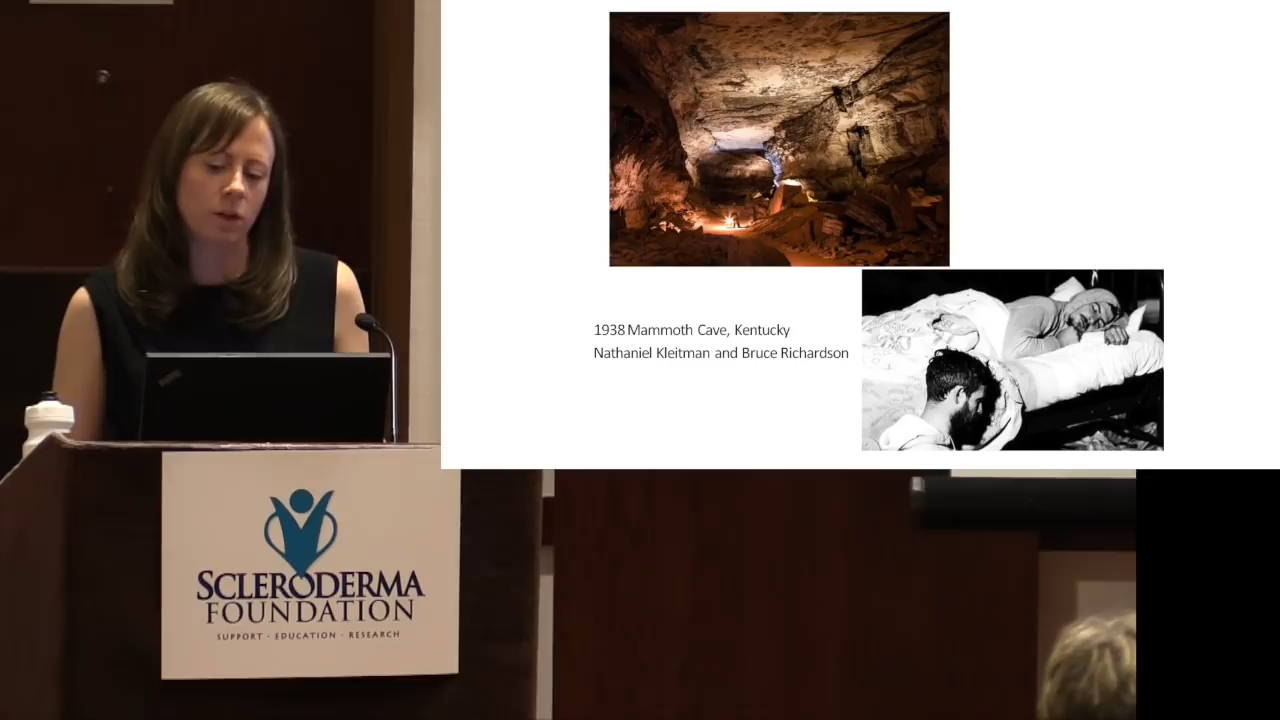 1938 Mammoth Cave, Kentucky
Nathaniel Kleitman and Bruce Richardson
SCLERODERMA
FOUNDATION
SUPPORT · EDUCATION · RESEARCH